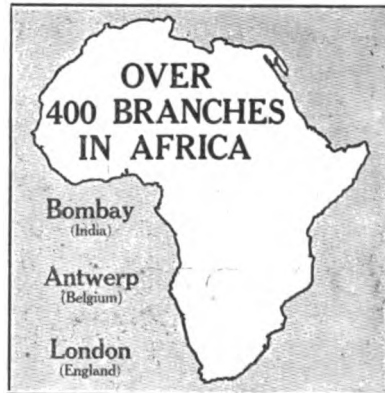 OVER
400 BRANCHES
IN AFRICA
Bombay
(India)
Antwerp
(Belgium)
London
(England)